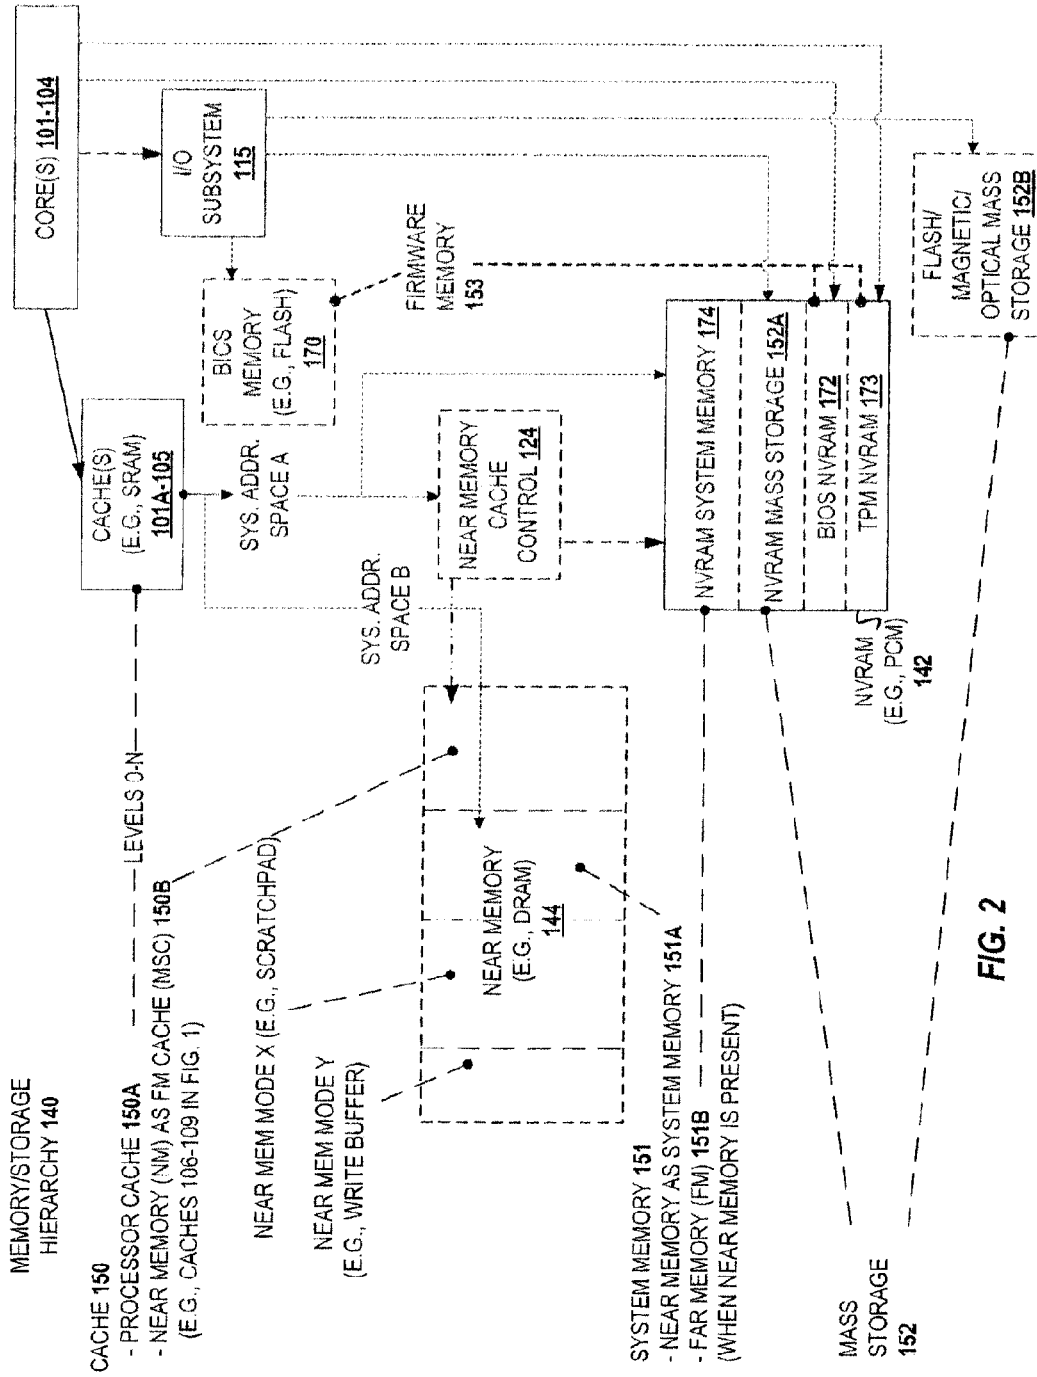 MEMORY/STORAGE
HIERARCHY 140
CACHE 150
- PROCESSOR CACHE 150A
LEVELS 0-N
- NEAR MEMORY (NM) AS FM CACHE (MSC) 150B
(E.G., CACHES 106-109 IN FIG. 1)
NEAR MEM MODE X (E.G., SCRATCHPAD)
NEAR MEM MODE Y
(E.G., WRITE BUFFER)
SYSTEM MEMORY 151
- NEAR MEMORY AS SYSTEM MEMORY 151A
- FAR MEMORY (FM) 151B
(WHEN NEAR MEMORY IS PRESENT)
MASS
STORAGE
152
CORE(S) 101-104
CACHE(S)
(E.G., SRAM)
101A-105
I/O
SUBSYSTEM
115
BICS
MEMORY
(E.G., FLASH)
170
FIRMWARE
MEMORY
153
SYS. ADDR.
SPACE A
SYS. ADDR.
SPACE B
NEAR MEMORY
CACHE
CONTROL 124
NEAR MEMORY
(E.G., DRAM)
144
NVRAM SYSTEM MEMORY 174
NVRAM MASS STORAGE 152A
BIOS NVRAM 172
TPM NVRAM 173
NVRAM
(E.G., PCM)
142
FLASH/
MAGNETIC/
OPTICAL MASS
STORAGE 152B
FIG. 2